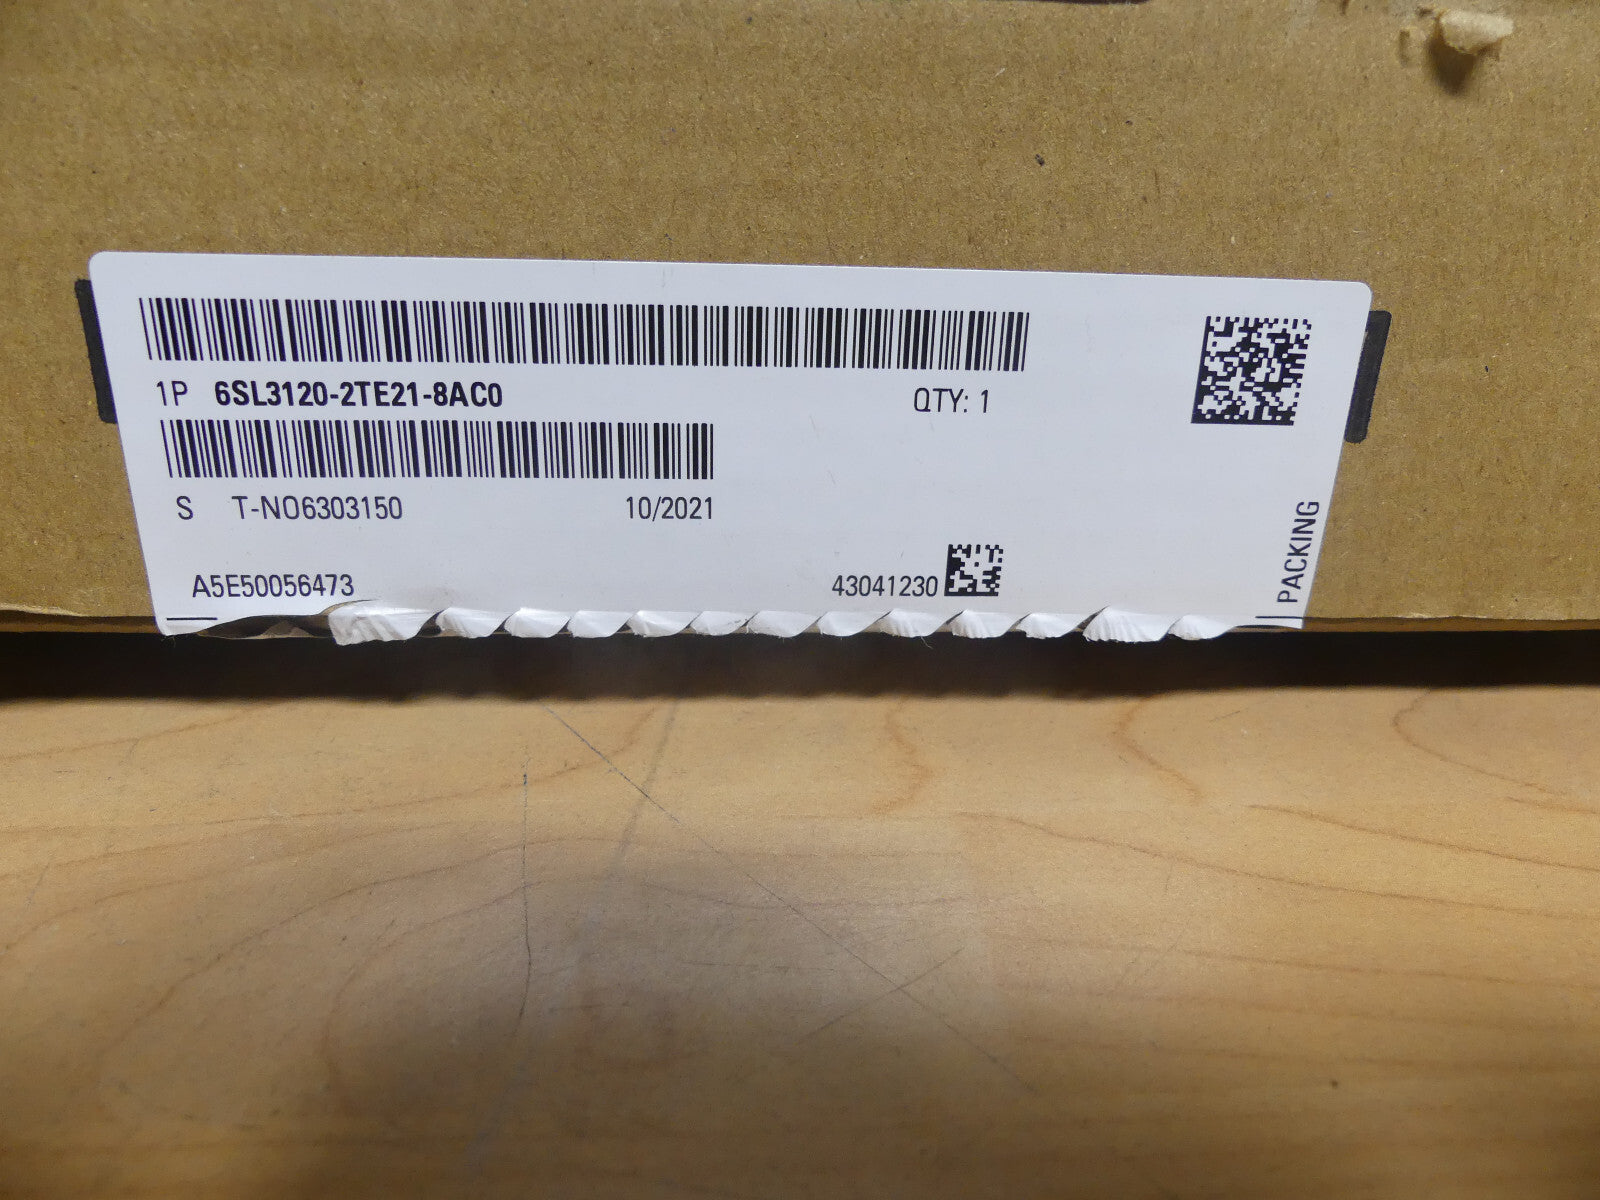 1P 6SL3120-2TE21-8AC0 QTY: 1
S T-NO6303150 10/2021
A5E50056473 43041230
PACKING